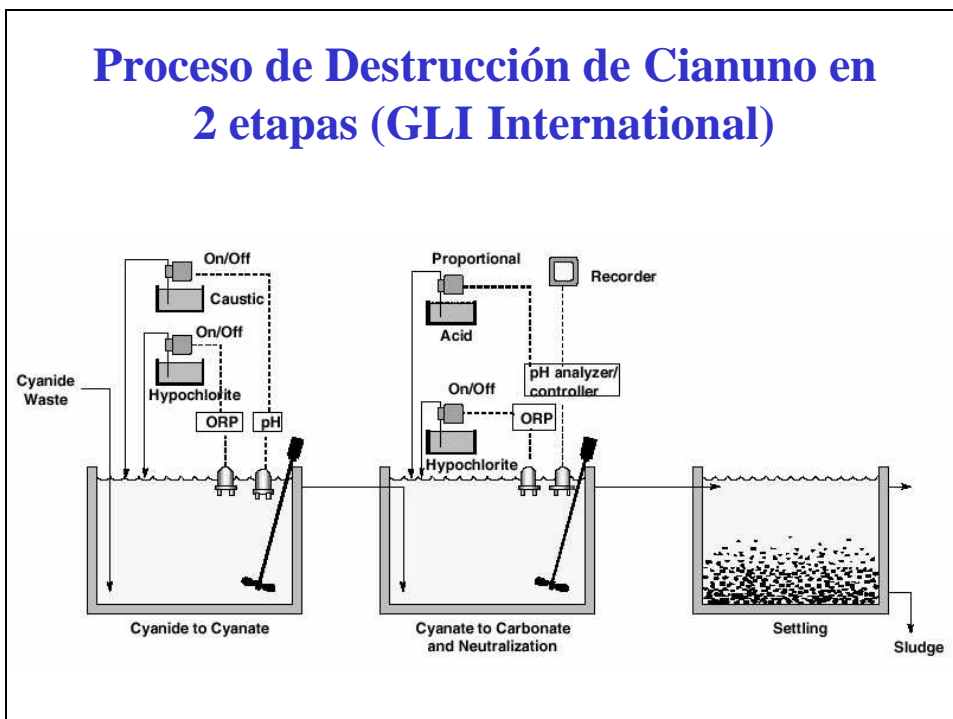 Proceso de Destrucción de Cianuno en
2 etapas (GLI International)
On/Off
Caustic
On/Off
Hypochlorite
Cyanide
Waste
ORP
pH
Proportional
Acid
Recorder
pH analyzer/
controller
On/Off
ORP
Hypochlorite
Cyanide to Cyanate
Cyanate to Carbonate
and Neutralization
Settling
Sludge